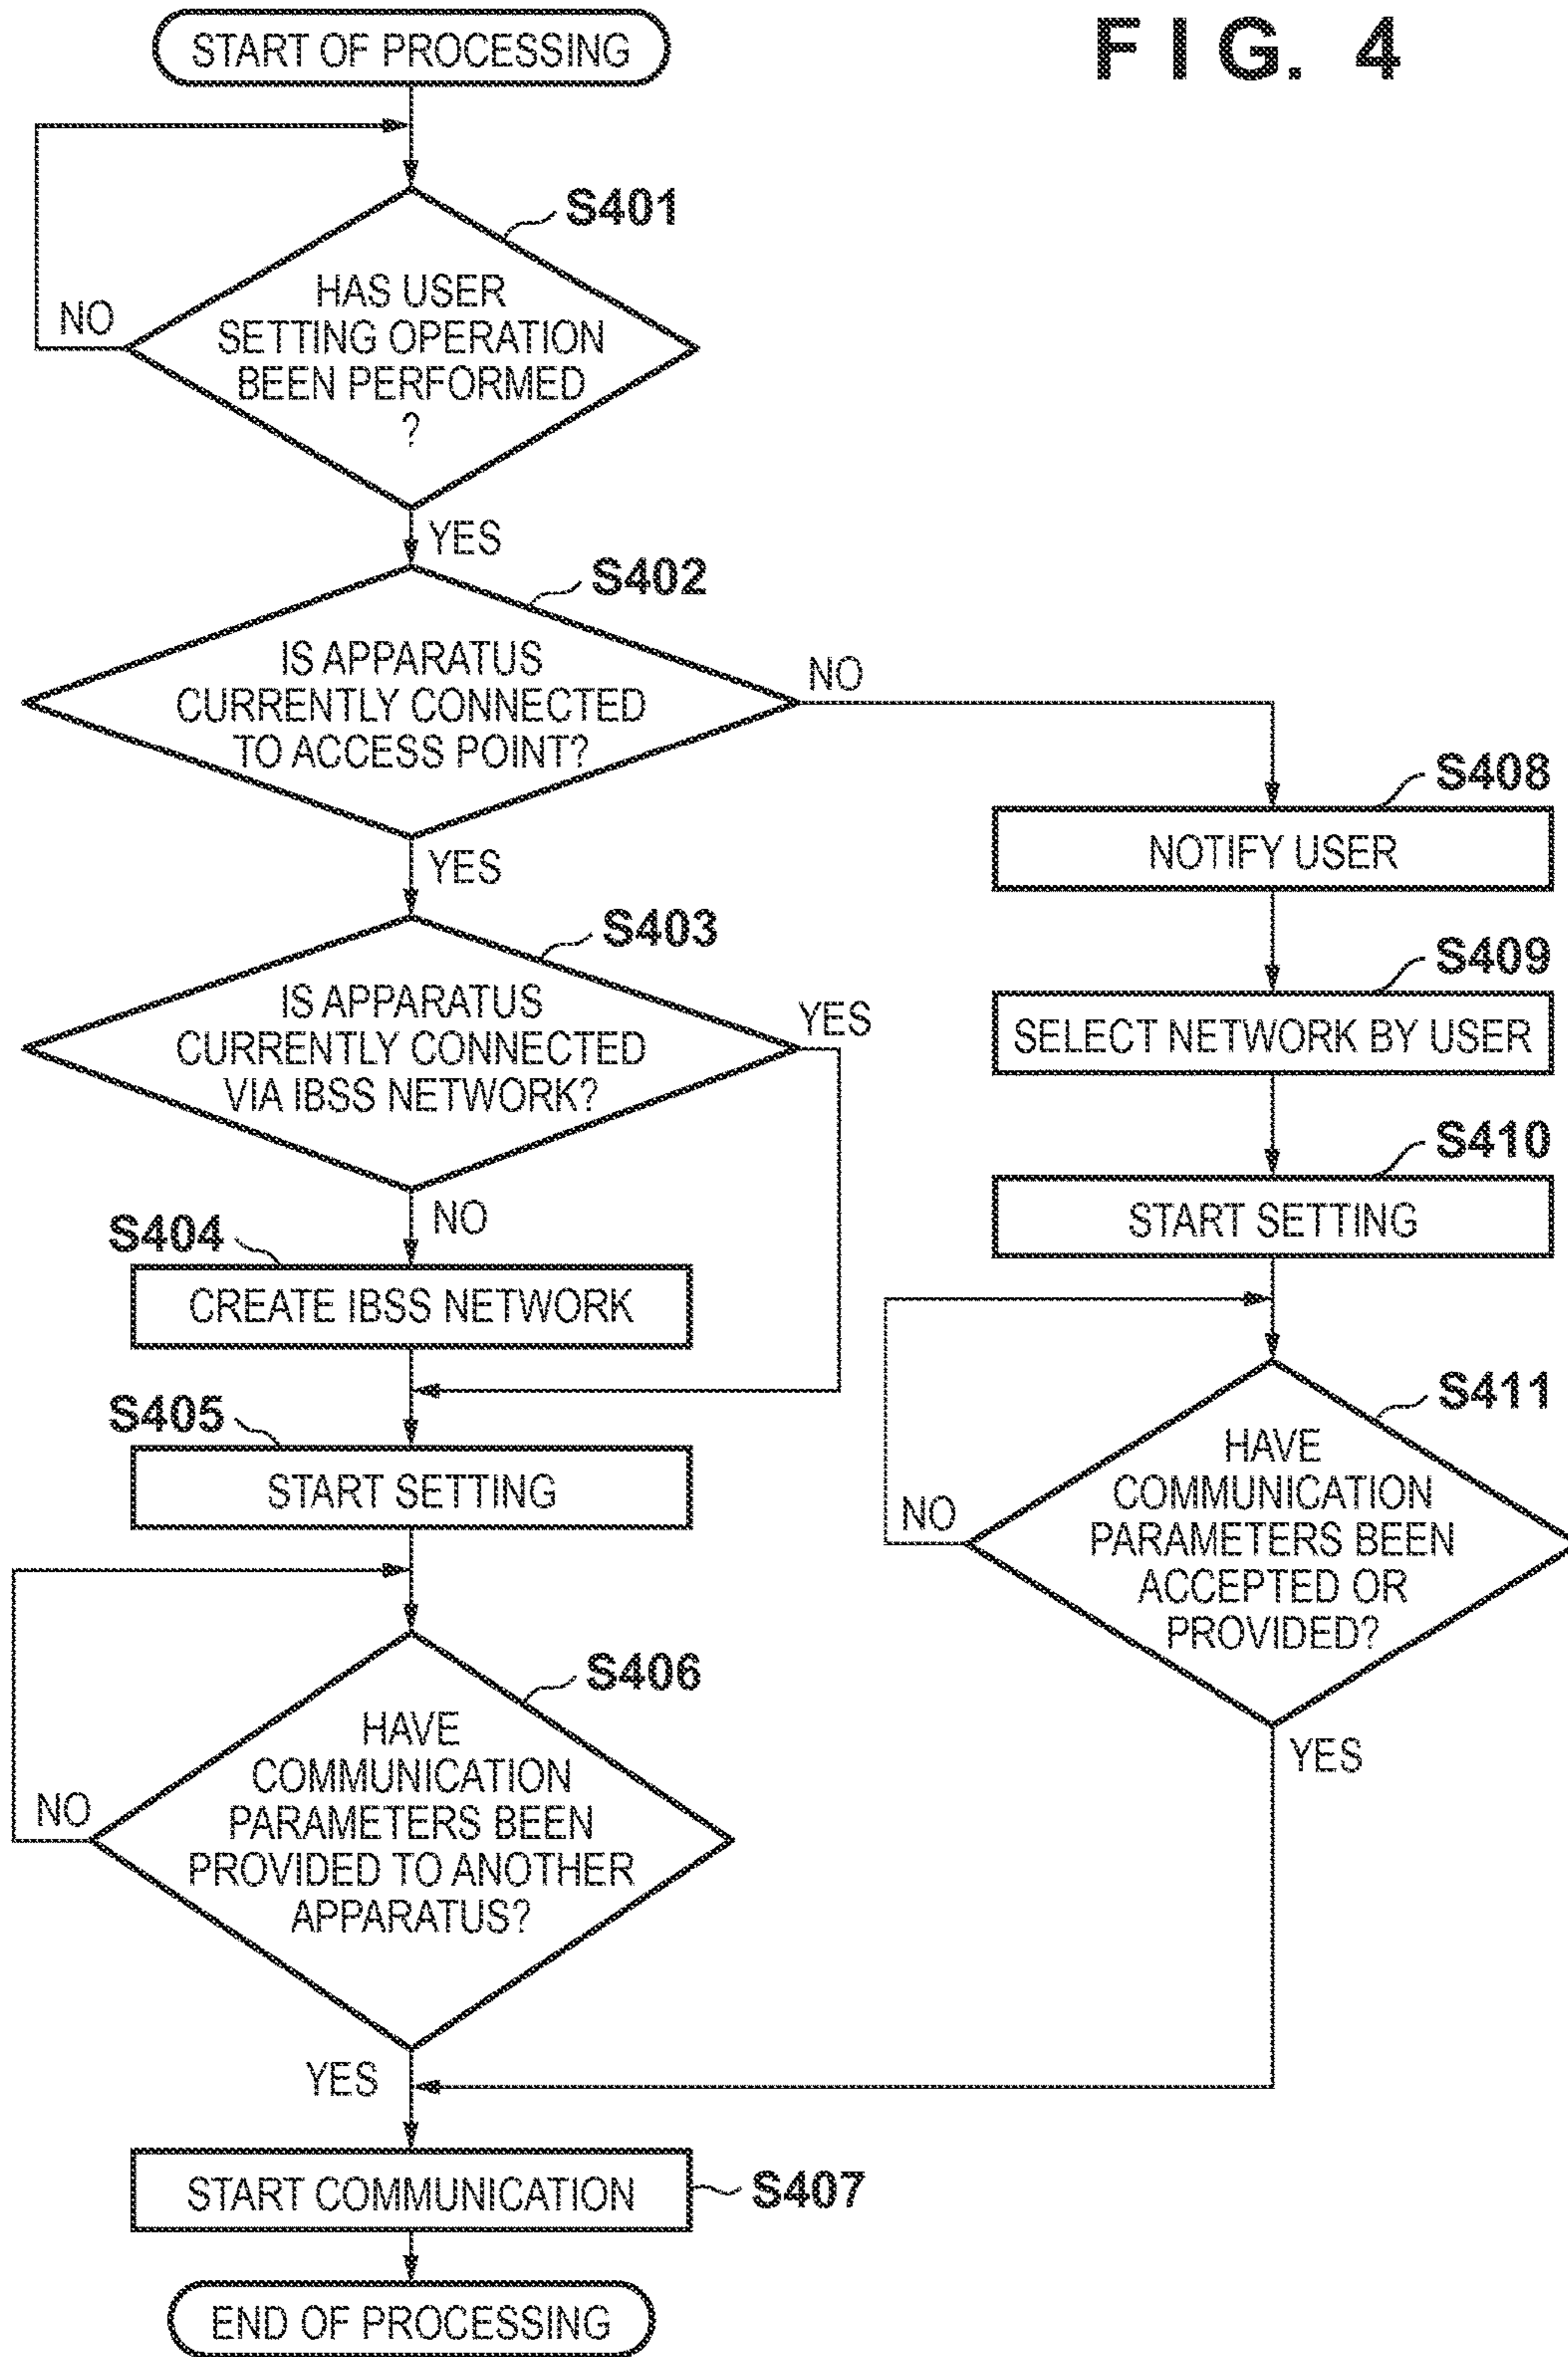 FIG. 4
START OF PROCESSING
S401
HAS USER
SETTING OPERATION
BEEN PERFORMED
?
NO
YES
S402
IS APPARATUS
CURRENTLY CONNECTED
TO ACCESS POINT?
NO
YES
S403
IS APPARATUS
CURRENTLY CONNECTED
VIA IBSS NETWORK?
YES
NO
S404
CREATE IBSS NETWORK
S405
START SETTING
S406
HAVE
COMMUNICATION
PARAMETERS BEEN
PROVIDED TO ANOTHER
APPARATUS?
NO
YES
S407
START COMMUNICATION
END OF PROCESSING
S408
NOTIFY USER
S409
SELECT NETWORK BY USER
S410
START SETTING
S411
HAVE
COMMUNICATION
PARAMETERS BEEN
ACCEPTED OR
PROVIDED?
NO
YES